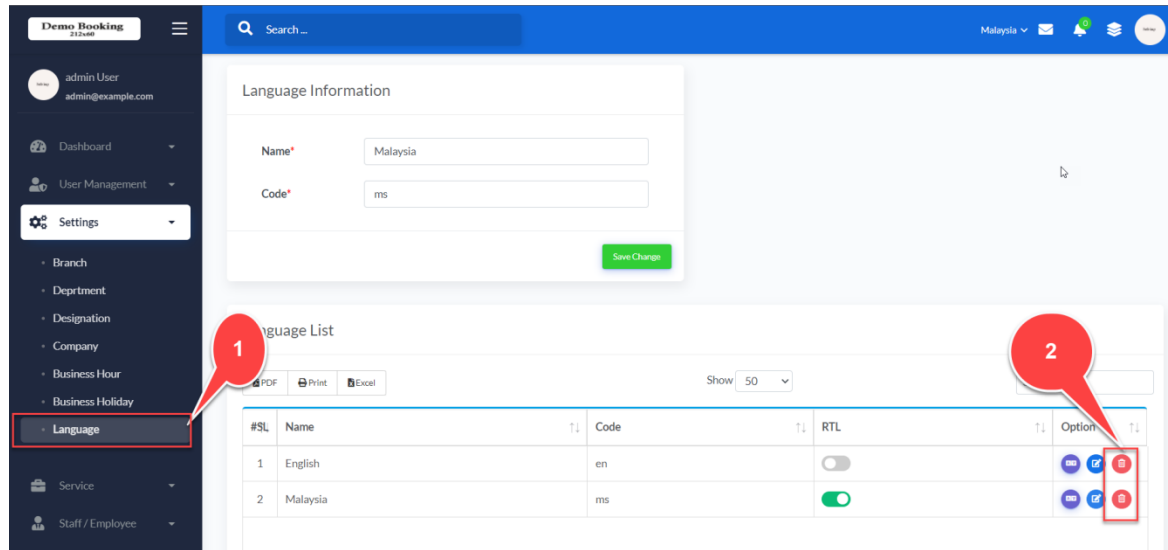 Demo Booking
212x60
Search ...
Malaysia
0
admin User
admin@example.com
Dashboard
User Management
Settings
Branch
Deprtment
Designation
Company
Business Hour
Business Holiday
Language
Service
Staff / Employee
Language Information
Name*
Malaysia
Code*
ms
Save Change
1
guage List
2
PDF
Print
Excel
Show 50
#SL Name Code RTL Option
1 English en
2 Malaysia ms